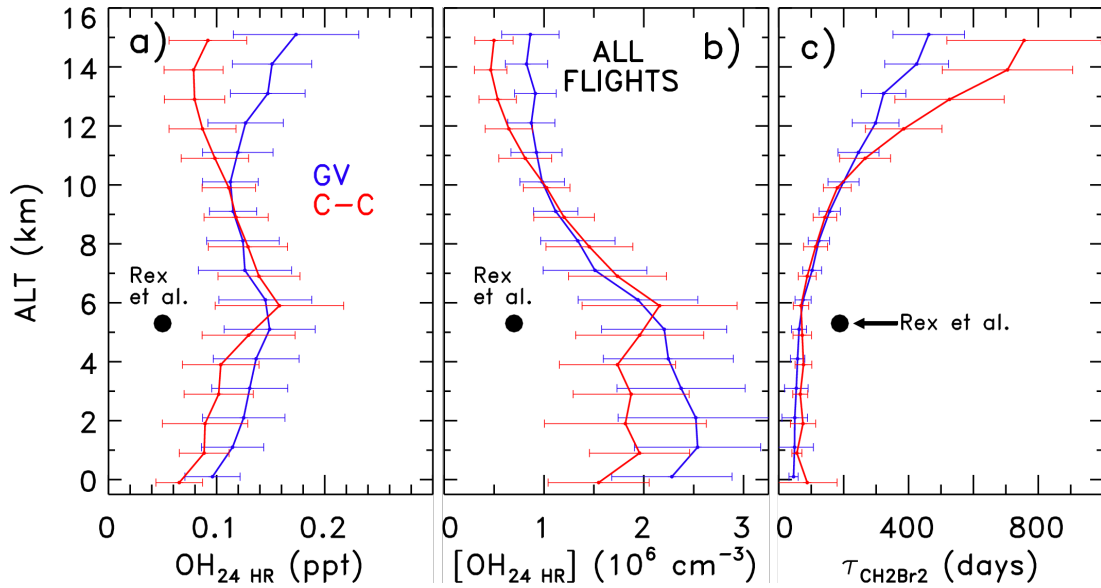 a)
b)
c)
ALL
FLIGHTS
GV
C-C
Rex
et al.
Rex
et al.
Rex et al.
ALT (km)
16
14
12
10
8
6
4
2
0
0 0.1 0.2
0 1 2 3
0 400 800
OH24 HR (ppt)
[OH24 HR] (10⁶ cm⁻³)
τCH2Br2 (days)